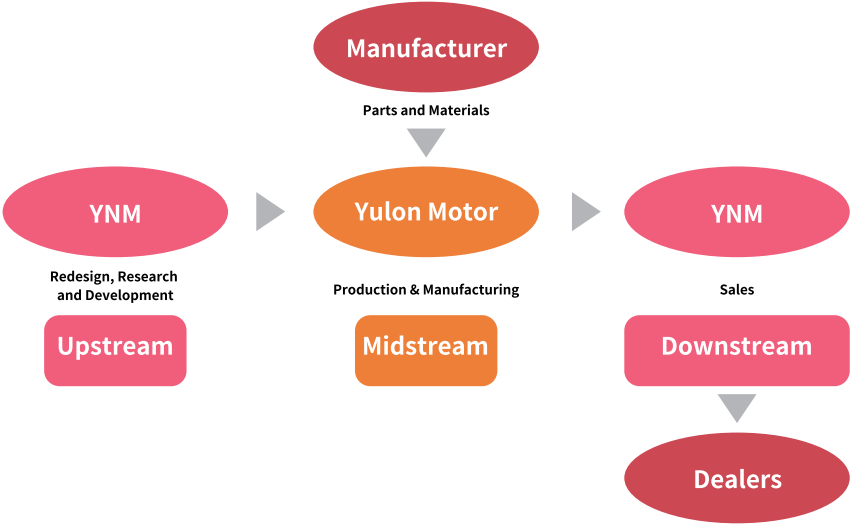 Manufacturer
Parts and Materials
YNM
Yulon Motor
YNM
Redesign, Research
and Development
Production & Manufacturing
Sales
Upstream
Midstream
Downstream
Dealers